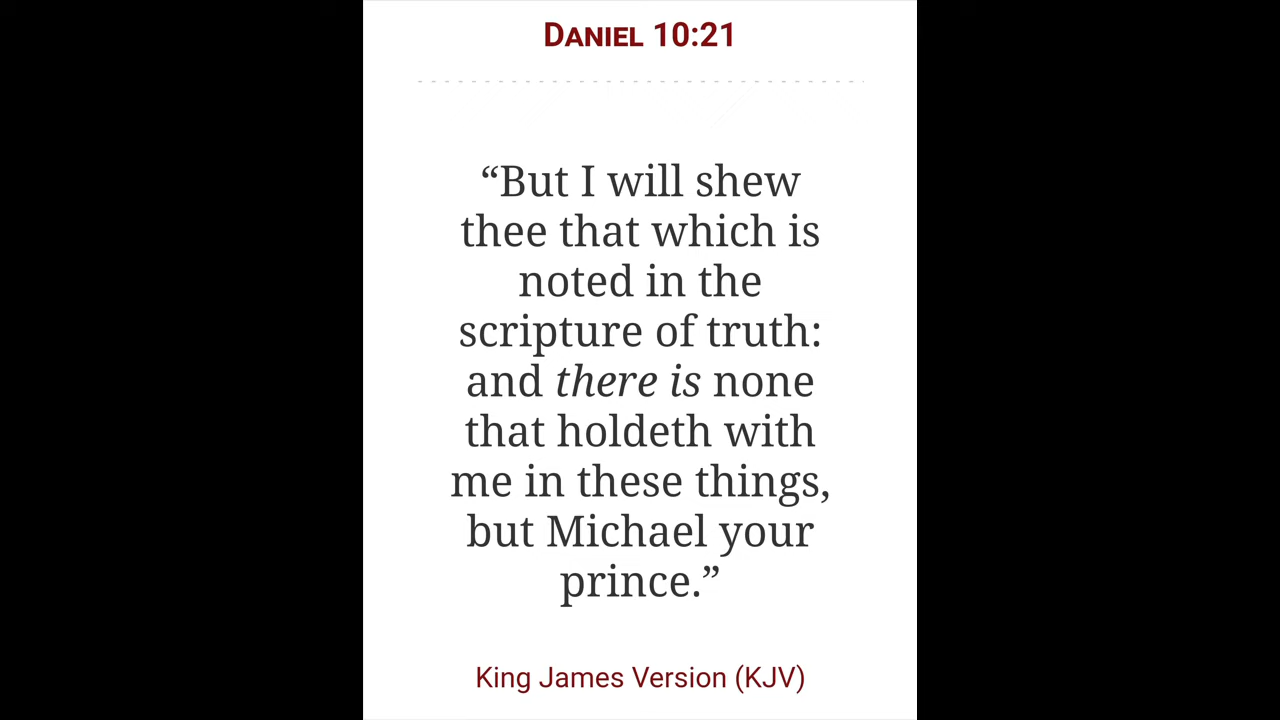 Daniel 10:21
“But I will shew
thee that which is
noted in the
scripture of truth:
and there is none
that holdeth with
me in these things,
but Michael your
prince.”
King James Version (KJV)